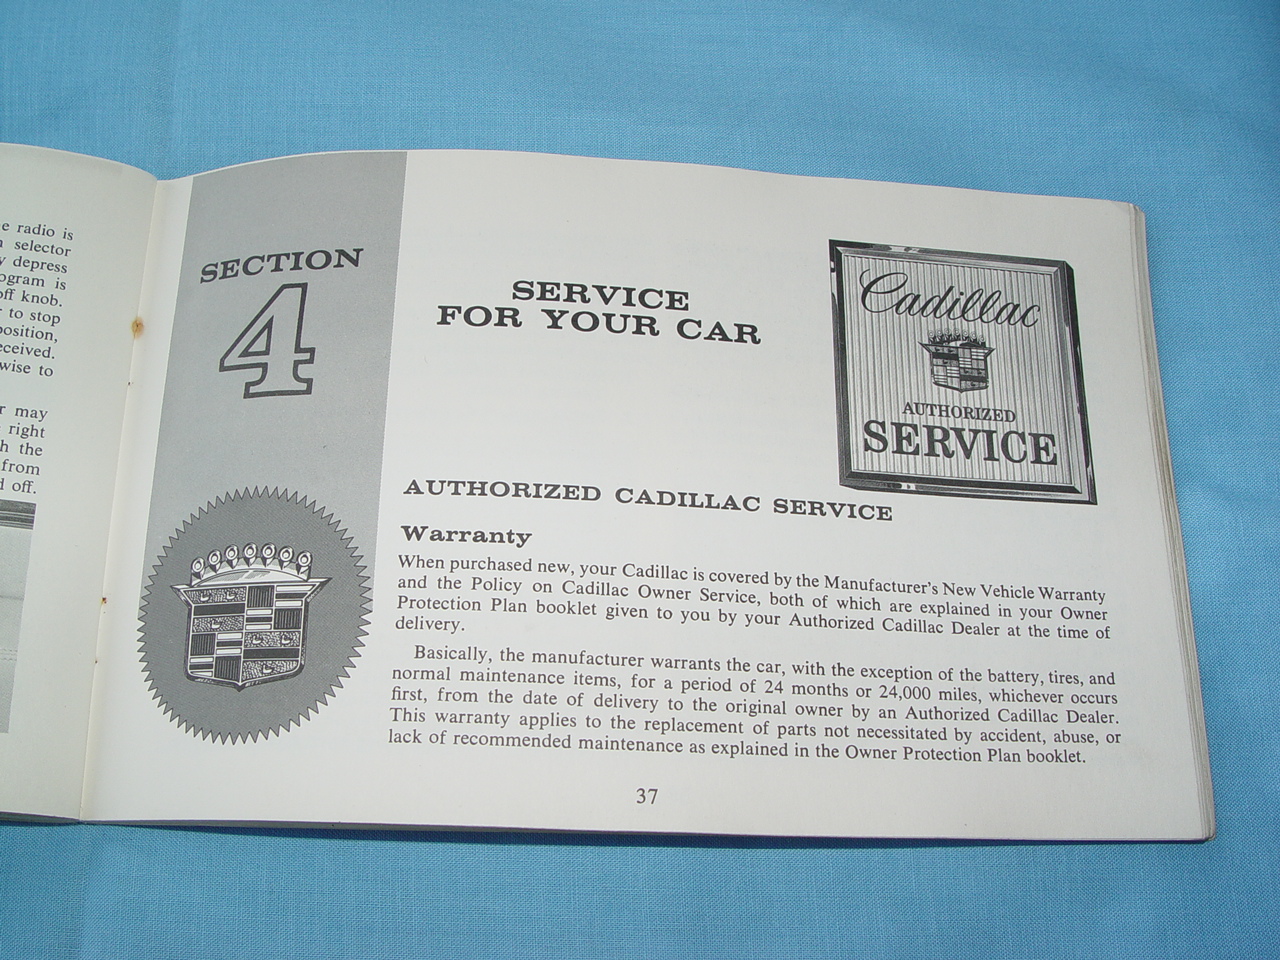 e radio is
selector
depress
ogram is
off knob.
to stop
position,
eceived.
wise to
r may
right
h the
from
d off.
SECTION
4
SERVICE
FOR YOUR CAR
Cadillac
AUTHORIZED
SERVICE
AUTHORIZED CADILLAC SERVICE
Warranty
When purchased new, your Cadillac is covered by the Manufacturer's New Vehicle Warranty
and the Policy on Cadillac Owner Service, both of which are explained in your Owner
Protection Plan booklet given to you by your Authorized Cadillac Dealer at the time of
delivery.
Basically, the manufacturer warrants the car, with the exception of the battery, tires, and
normal maintenance items, for a period of 24 months or 24,000 miles, whichever occurs
first, from the date of delivery to the original owner by an Authorized Cadillac Dealer.
This warranty applies to the replacement of parts not necessitated by accident, abuse, or
lack of recommended maintenance as explained in the Owner Protection Plan booklet.
37